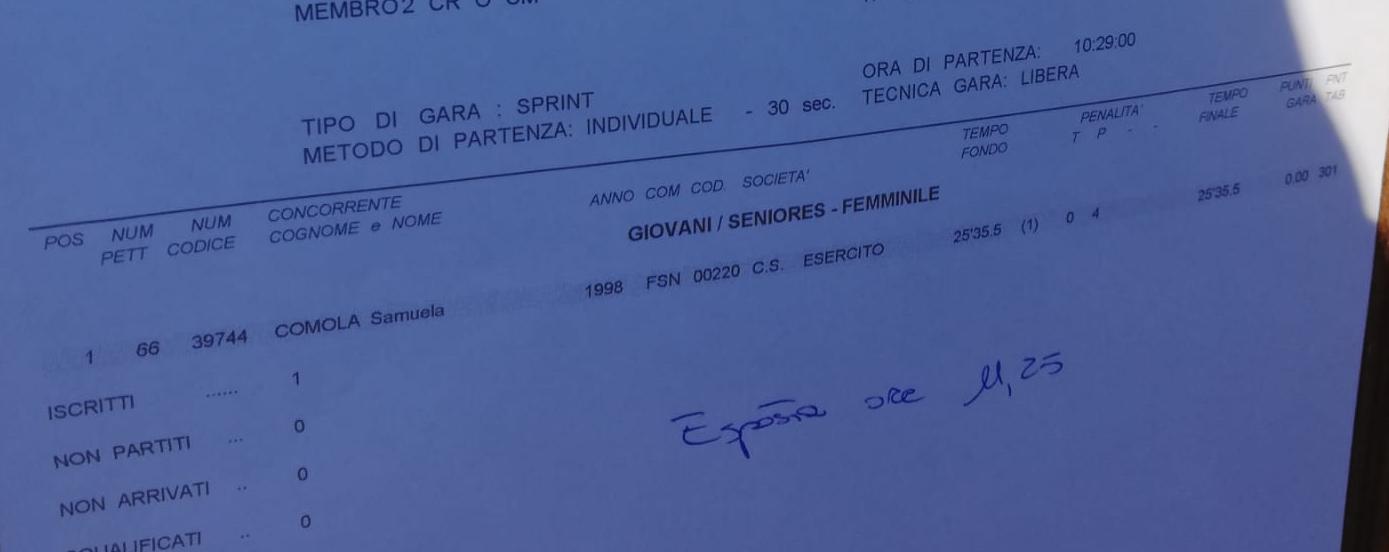 MEMBRO2 CR
ORA DI PARTENZA: 10:29:00
TIPO DI GARA : SPRINT
TECNICA GARA: LIBERA
METODO DI PARTENZA: INDIVIDUALE - 30 sec.
POS NUM PETT NUM CODICE CONCORRENTE COGNOME e NOME ANNO COM COD. SOCIETA' TEMPO FONDO PENALITA' T P - - TEMPO FINALE PUNTI GARA PNT TAB
GIOVANI / SENIORES - FEMMINILE
1 66 39744 COMOLA Samuela 1998 FSN 00220 C.S. ESERCITO 25'35.5 (1) 0 4 25'35.5 0.00 301
ISCRITTI ...... 1
NON PARTITI ... 0
NON ARRIVATI .. 0
.. 0
Esposta ore 11,25